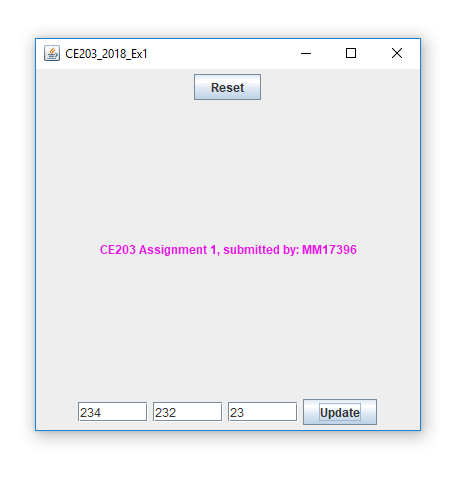 CE203_2018_Ex1
Reset
CE203 Assignment 1, submitted by: MM17396
234 232 23 Update